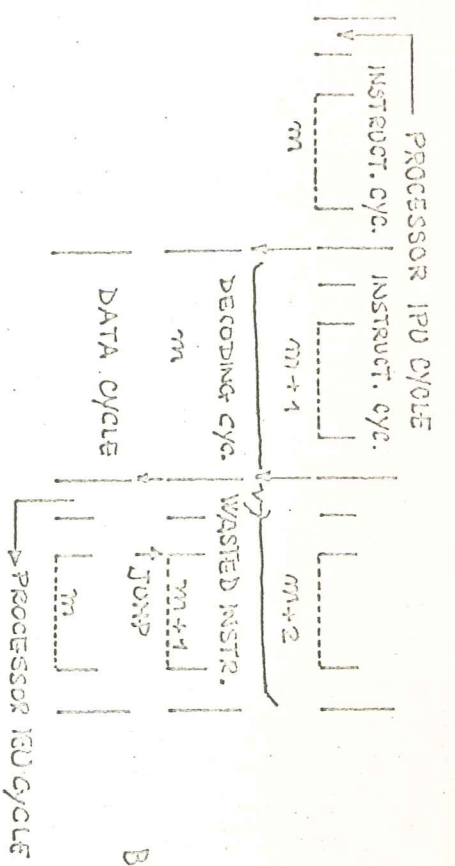 PROCESSOR IPU CYCLE
INSTRUCT. CYC.
INSTRUCT. CYC.
m
m+1
m+2
DECODING CYC.
WASTED INSTR.
m
m+1
JUMP
DATA CYCLE
m
PROCESSOR IEU CYCLE
B